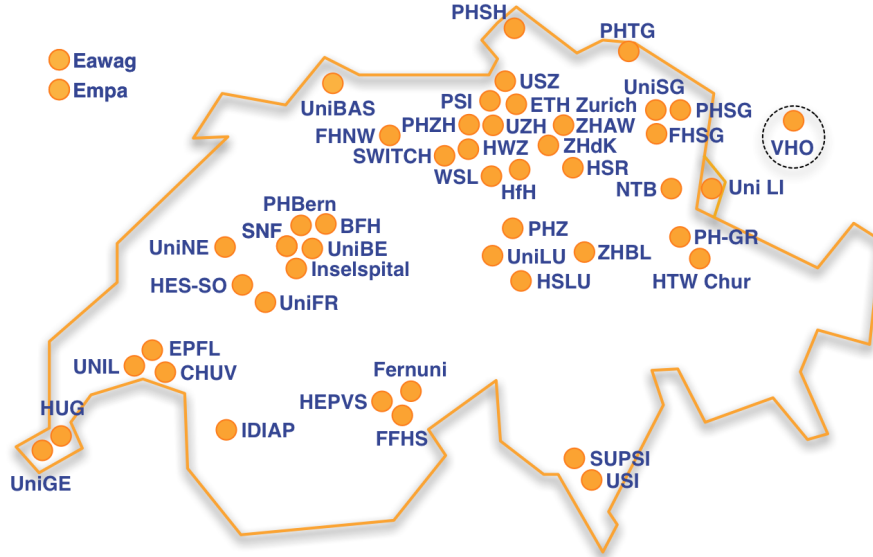 PHSH
PHTG
Eawag
Empa
USZ
UniSG
UniBAS
PSI
ETH Zurich
PHSG
PHZH
UZH
ZHAW
FHSG
FHNW
VHO
SWITCH
HWZ
ZHdK
WSL
HfH
HSR
NTB
Uni LI
PHBern
SNF
BFH
PHZ
PH-GR
UniNE
UniBE
UniLU
ZHBL
Inselspital
HTW Chur
HES-SO
HSLU
UniFR
EPFL
UNIL
CHUV
Fernuni
HUG
HEPVS
IDIAP
FFHS
SUPSI
UniGE
USI